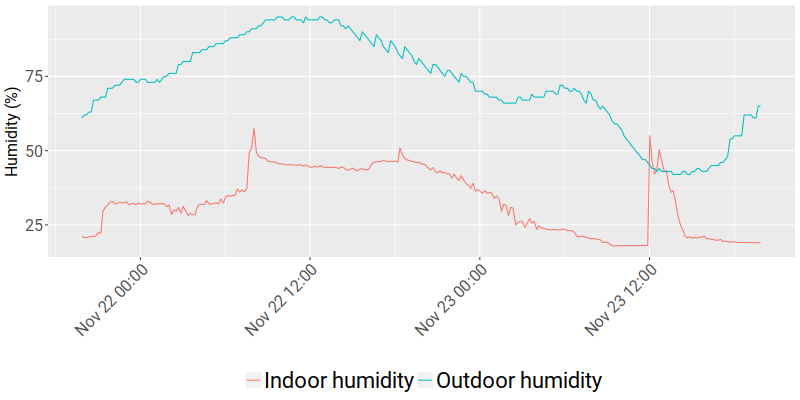 Humidity (%)
75
50
25
Nov 22 00:00
Nov 22 12:00
Nov 23 00:00
Nov 23 12:00
Indoor humidity
Outdoor humidity